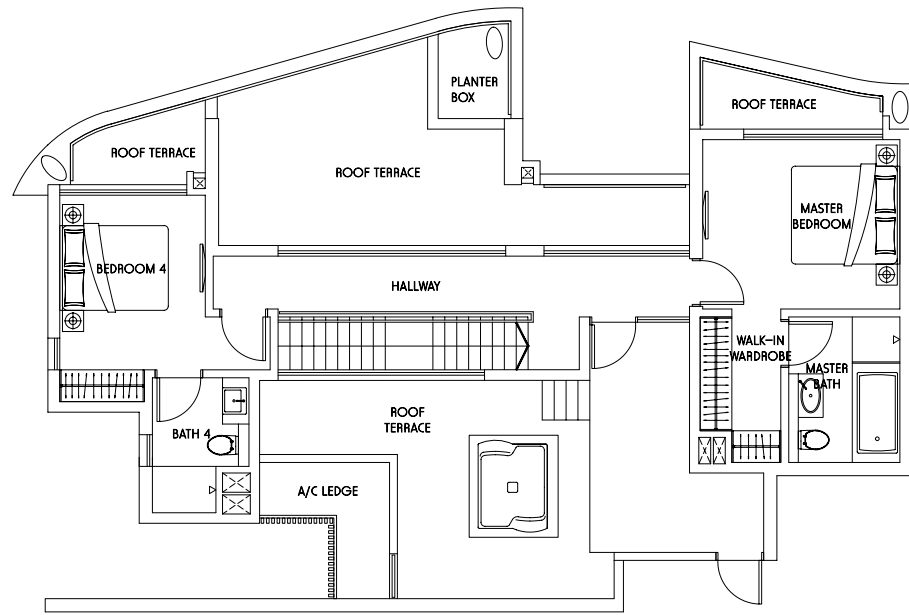 PLANTER
BOX
ROOF TERRACE
ROOF TERRACE
ROOF TERRACE
MASTER
BEDROOM
BEDROOM 4
HALLWAY
WALK-IN
WARDROBE
MASTER
BATH
ROOF
TERRACE
BATH 4
A/C LEDGE